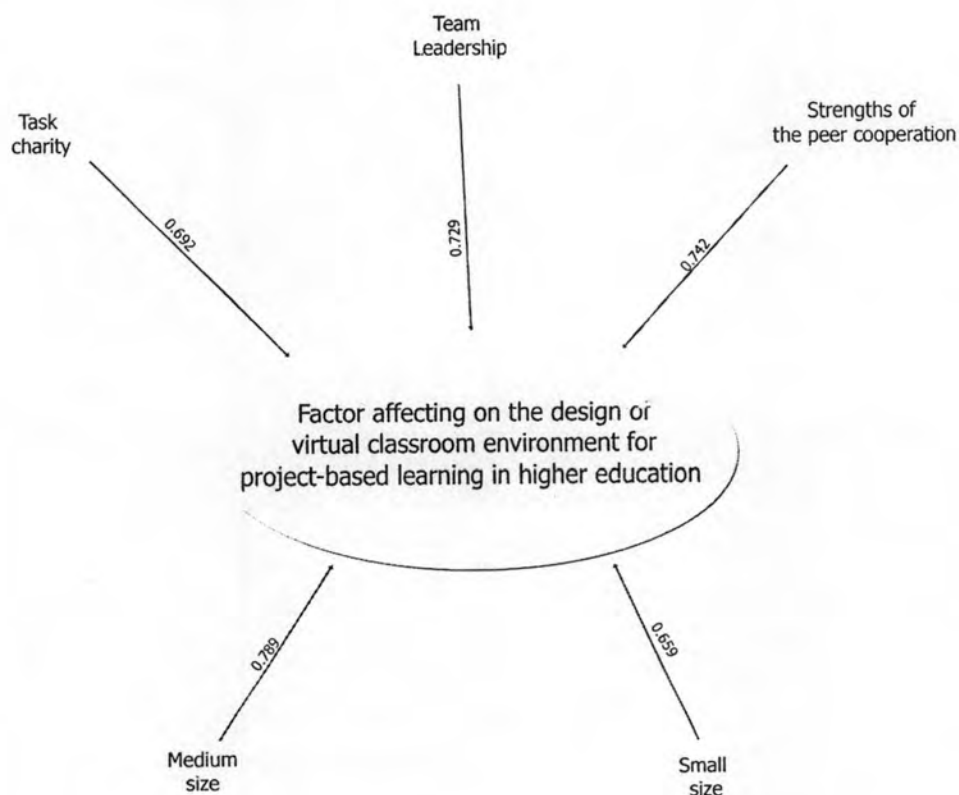 Team
Leadership
Task
charity
Strengths of
the peer cooperation
0.692
0.729
0.742
Factor affecting on the design of
virtual classroom environment for
project-based learning in higher education
0.789
0.659
Medium
size
Small
size